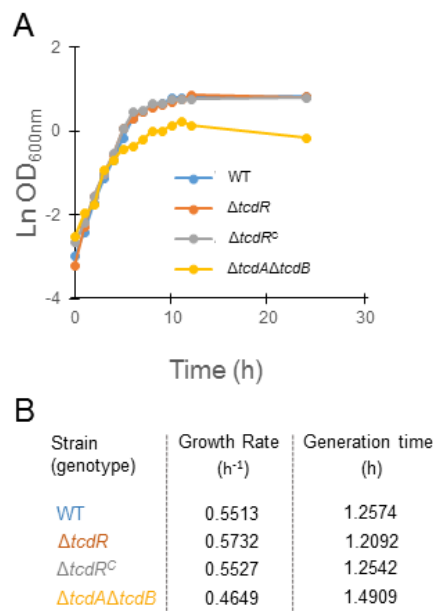 A
2
0
-2
-4
Ln OD600nm
0 10 20 30
Time (h)
WT
ΔtcdR
ΔtcdRᶜ
ΔtcdAΔtcdB
B
Strain (genotype) Growth Rate (h⁻¹) Generation time (h)
WT 0.5513 1.2574
ΔtcdR 0.5732 1.2092
ΔtcdRᶜ 0.5527 1.2542
ΔtcdAΔtcdB 0.4649 1.4909